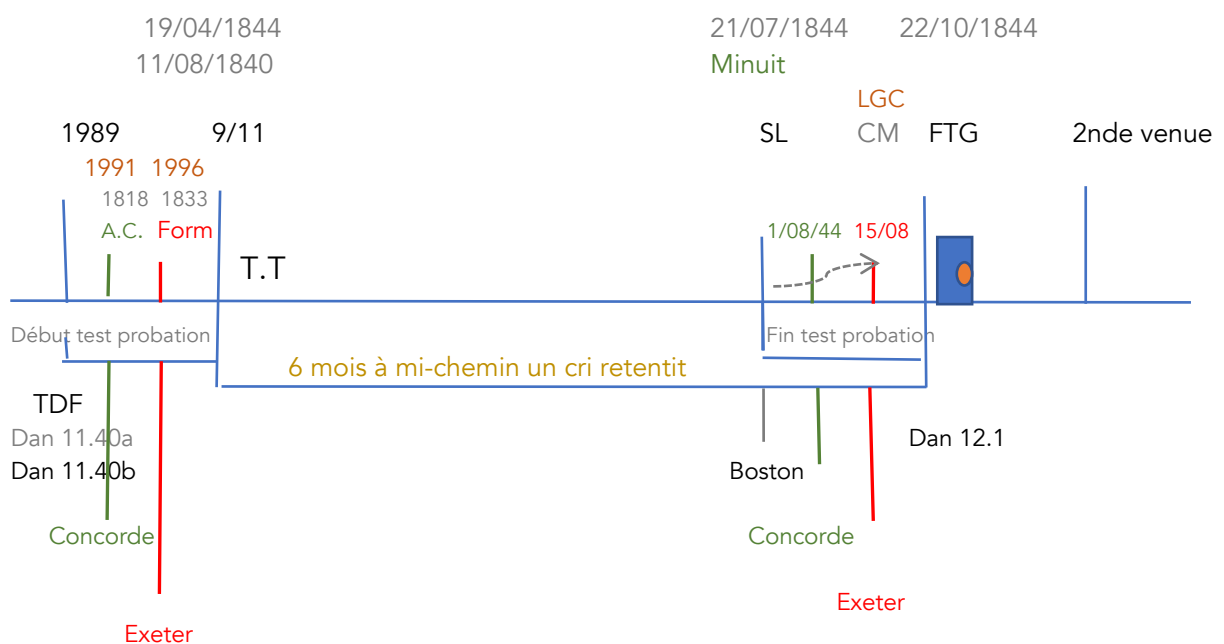 19/04/1844
11/08/1840
21/07/1844 22/10/1844
Minuit
LGC
1989 9/11 SL CM FTG 2nde venue
1991 1996
1818 1833
A.C. Form 1/08/44 15/08
T.T
Début test probation Fin test probation
6 mois à mi-chemin un cri retentit
TDF
Dan 11.40a Dan 12.1
Dan 11.40b Boston
Concorde Concorde
Exeter
Exeter